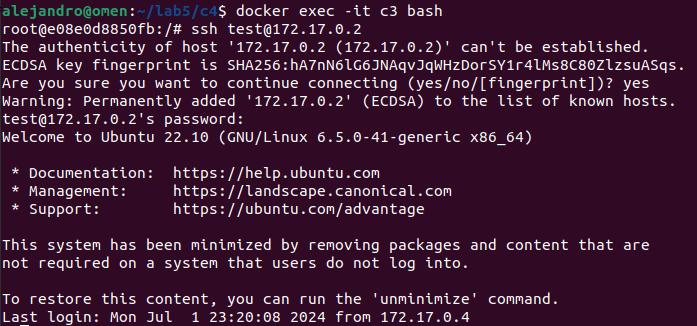 alejandro@omen:~/lab5/c4$ docker exec -it c3 bash
root@e08e0d8850fb:/# ssh test@172.17.0.2
The authenticity of host '172.17.0.2 (172.17.0.2)' can't be established.
ECDSA key fingerprint is SHA256:hA7nN6lG6JNAqvJqWHzDorSY1r4lMs8C80ZlzsuASqs.
Are you sure you want to continue connecting (yes/no/[fingerprint])? yes
Warning: Permanently added '172.17.0.2' (ECDSA) to the list of known hosts.
test@172.17.0.2's password:
Welcome to Ubuntu 22.10 (GNU/Linux 6.5.0-41-generic x86_64)
* Documentation:  https://help.ubuntu.com
* Management:     https://landscape.canonical.com
* Support:        https://ubuntu.com/advantage
This system has been minimized by removing packages and content that are
not required on a system that users do not log into.
To restore this content, you can run the 'unminimize' command.
Last login: Mon Jul  1 23:20:08 2024 from 172.17.0.4